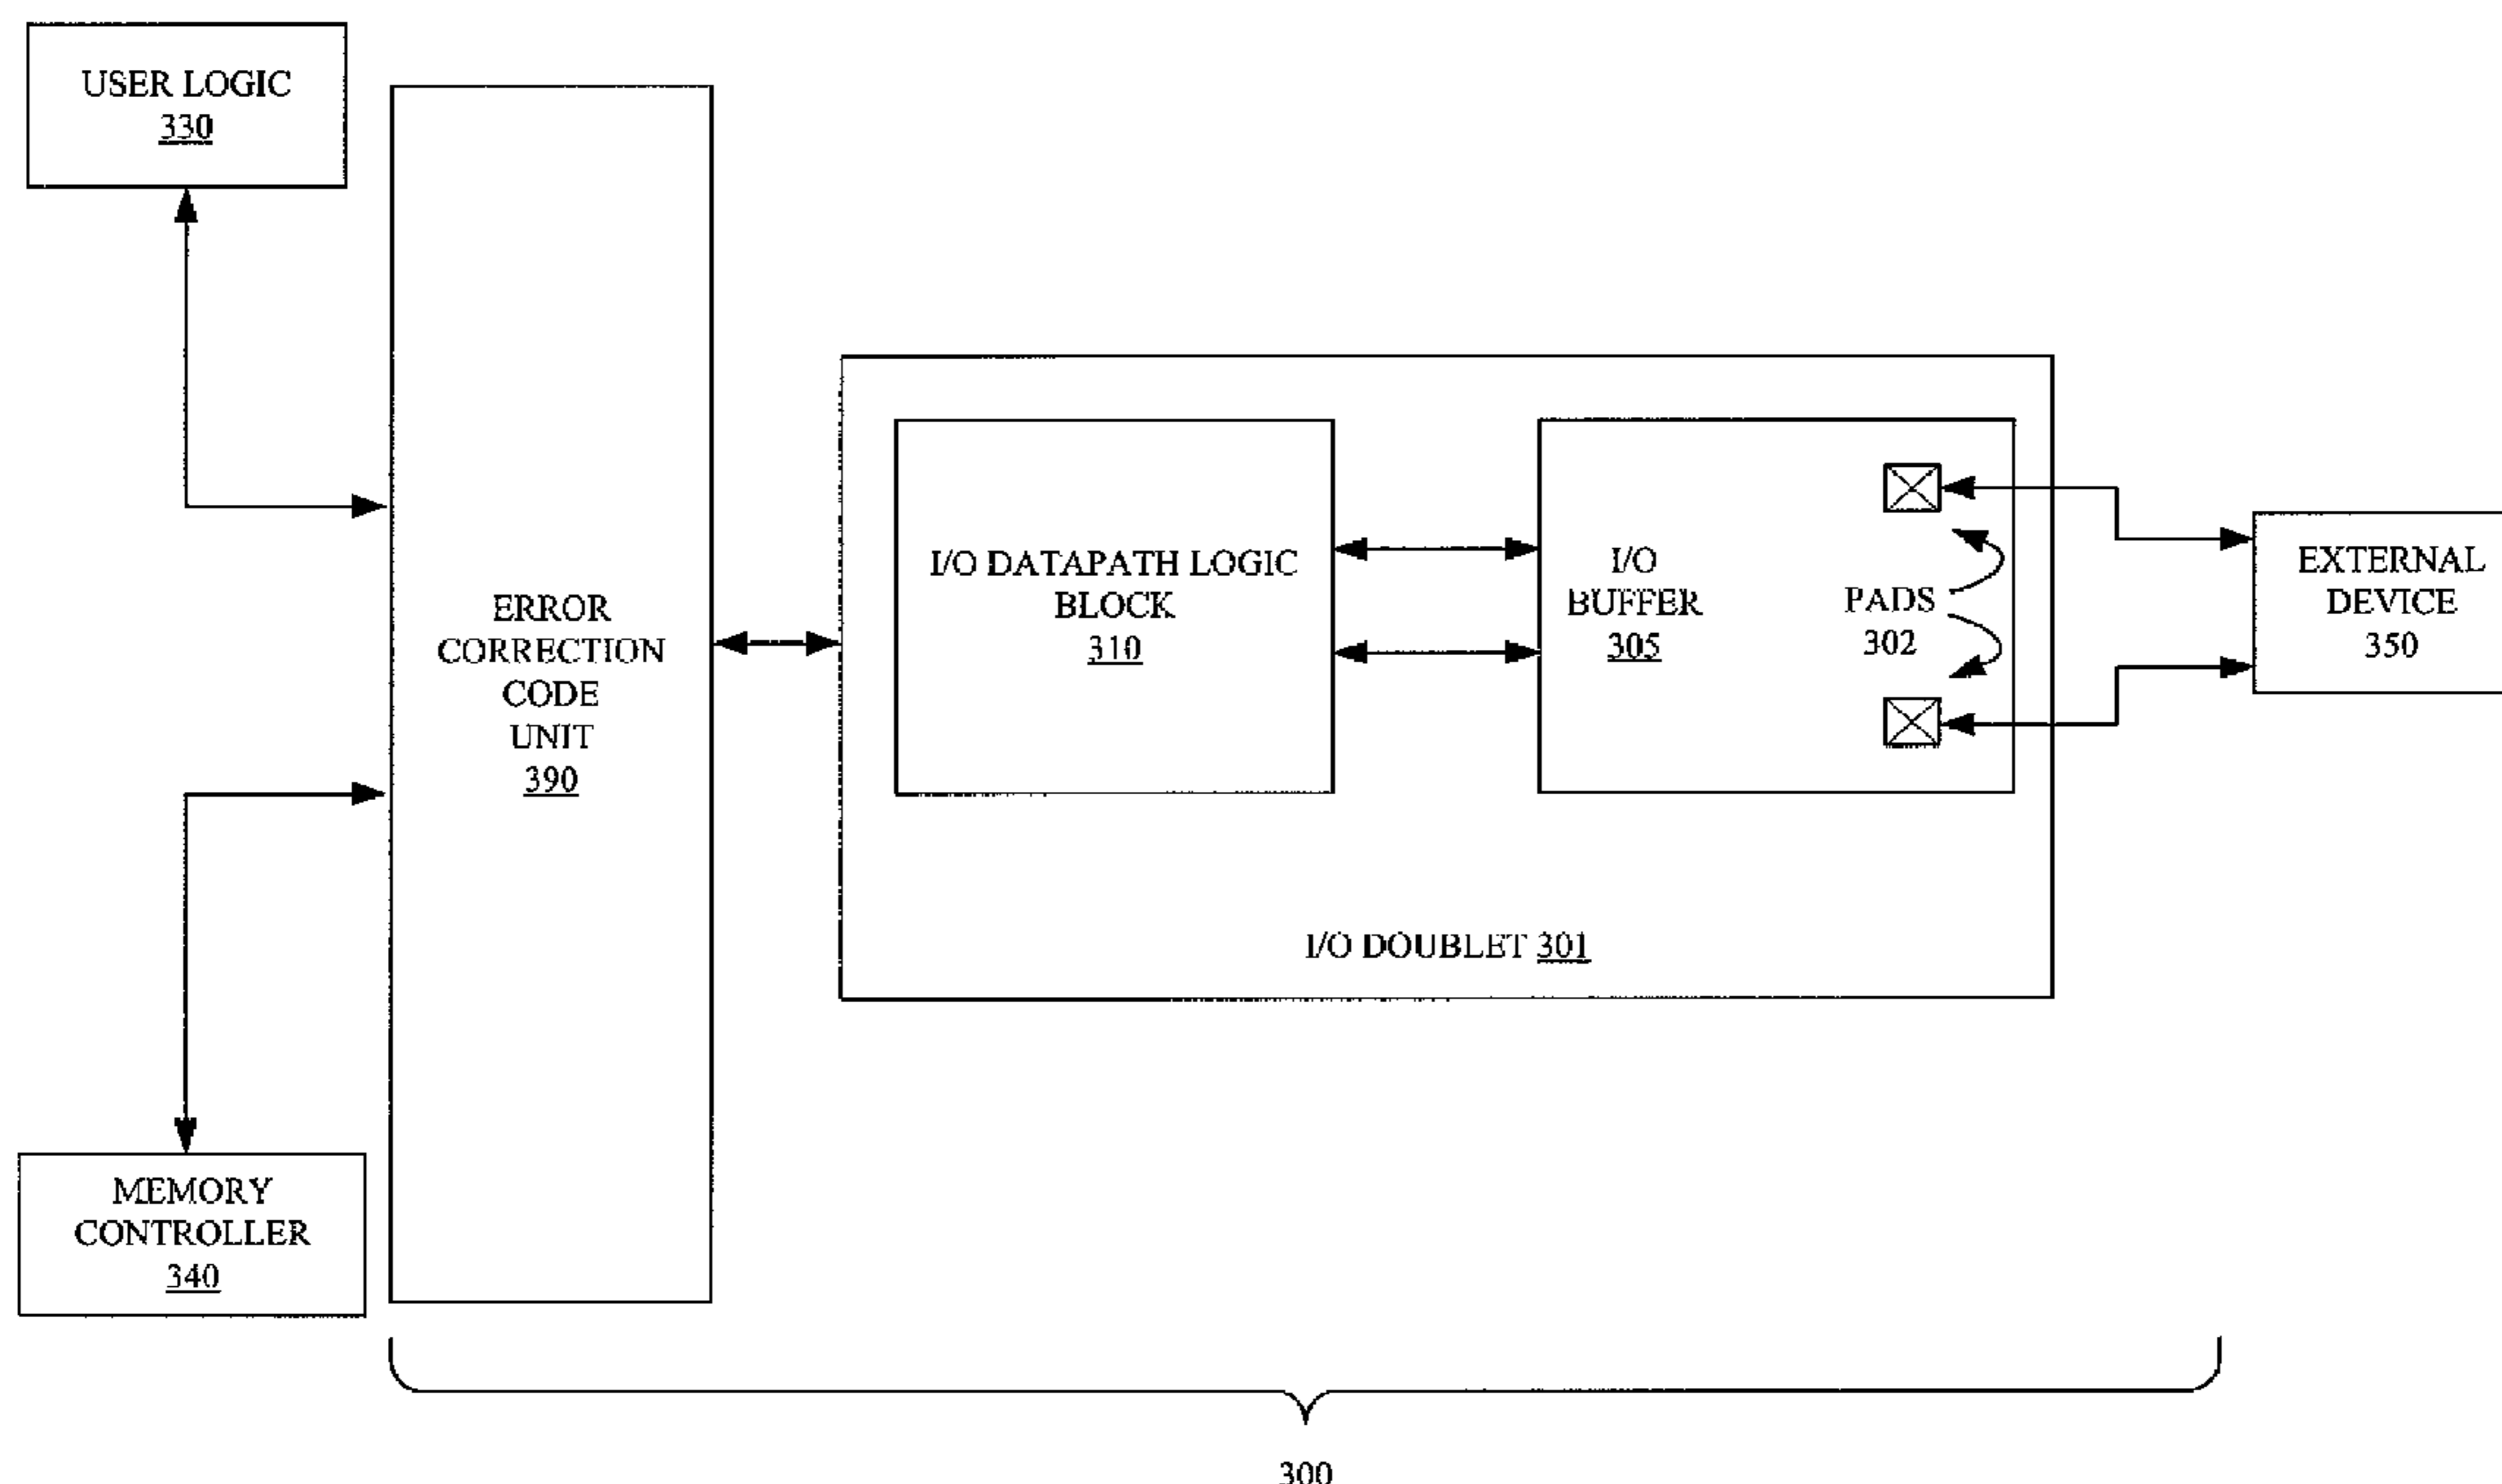 USER LOGIC
330
ERROR
CORRECTION
CODE
UNIT
390
I/O DATAPATH LOGIC
BLOCK
310
I/O
BUFFER
305
PADS
302
EXTERNAL
DEVICE
350
I/O DOUBLET 301
MEMORY
CONTROLLER
340
300